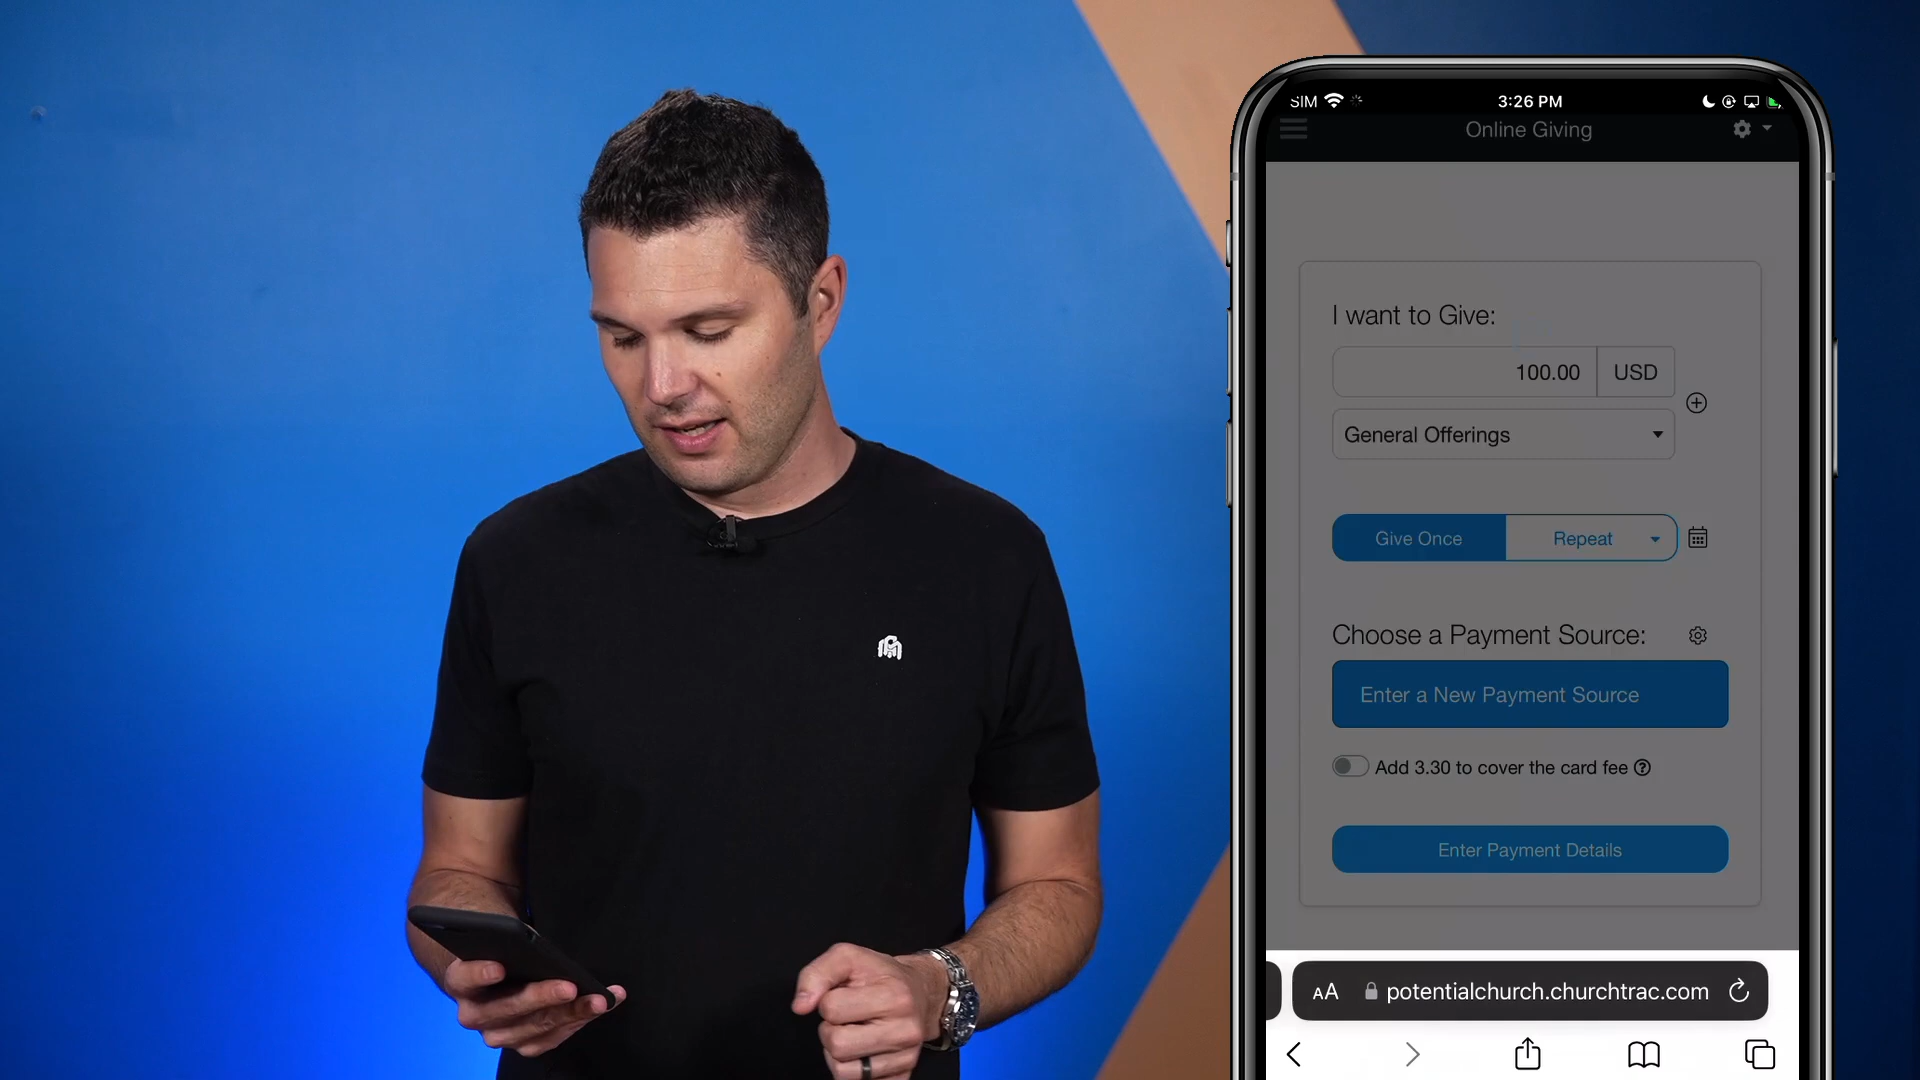 SIM
3:26 PM
Online Giving
I want to Give:
100.00 USD
General Offerings
Give Once Repeat
Choose a Payment Source:
Enter a New Payment Source
Add 3.30 to cover the card fee ?
Enter Payment Details
AA potentialchurch.churchtrac.com